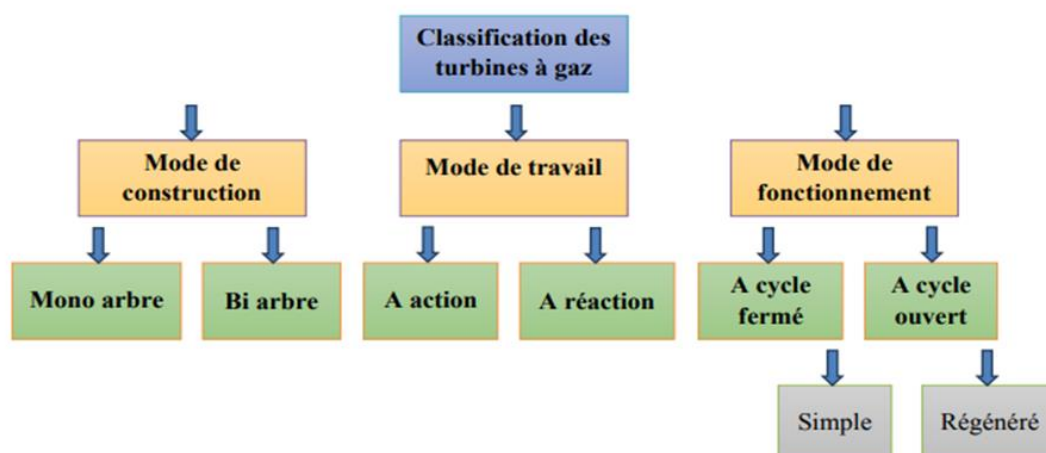 Classification des
turbines à gaz
Mode de
construction
Mode de travail
Mode de
fonctionnement
Mono arbre
Bi arbre
A action
A réaction
A cycle
fermé
A cycle
ouvert
Simple
Régénéré